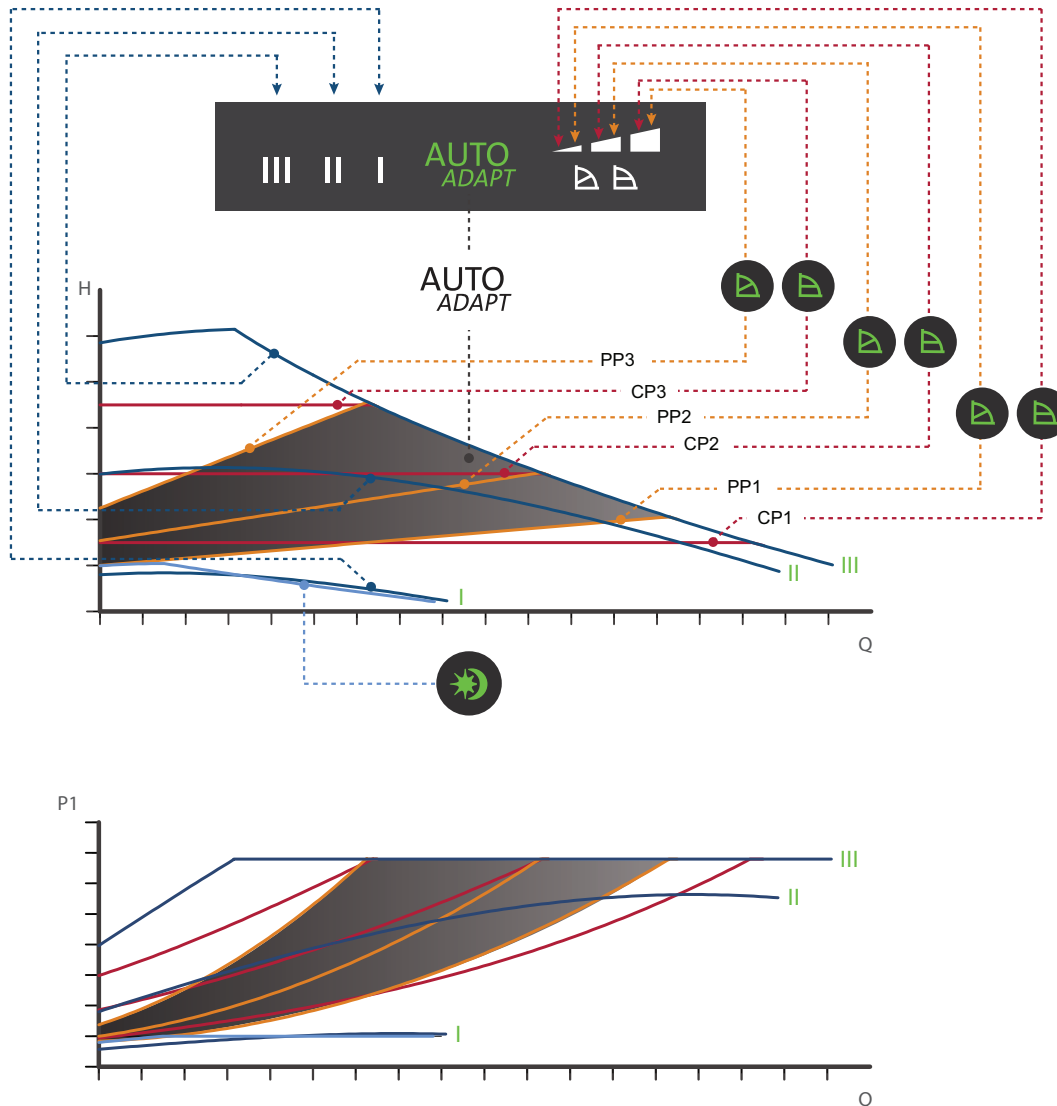 III II I AUTO ADAPT
AUTO ADAPT
H
PP3
CP3
PP2
CP2
PP1
CP1
III
II
I
Q
P1
III
II
I
Q